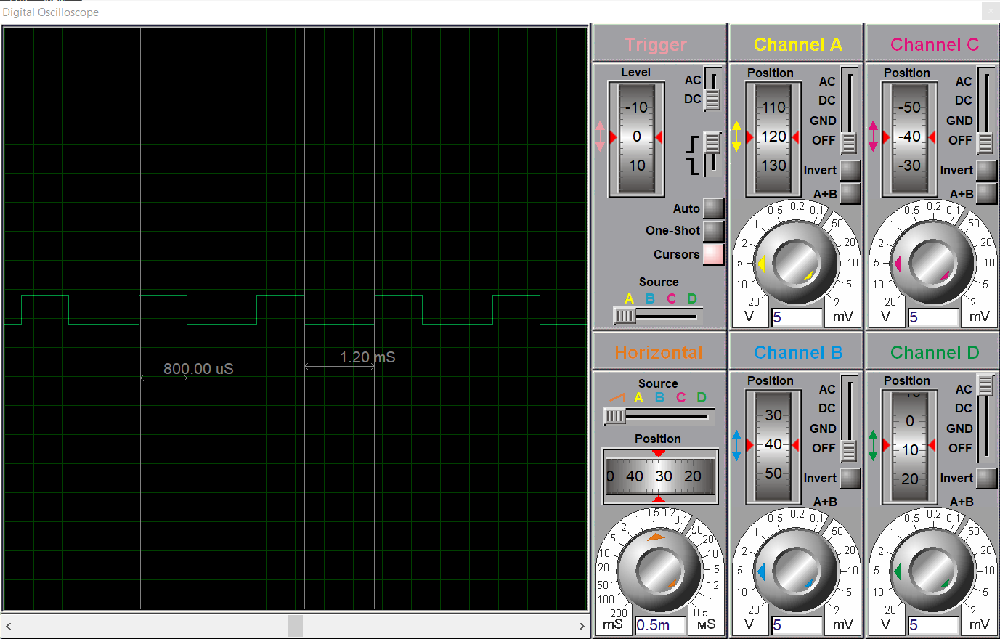 Digital Oscilloscope
800.00 uS
1.20 mS
Trigger
Level
-10
0
10
AC
DC
Auto
One-Shot
Cursors
Source
A B C D
Channel A
Position
110
120
130
AC
DC
GND
OFF
Invert
A+B
20 10 5 2 1 0.5 0.2 0.1 50 20 10 5 2
V 5 mV
Channel C
Position
-50
-40
-30
AC
DC
GND
OFF
Invert
A+B
20 10 5 2 1 0.5 0.2 0.1 50 20 10 5 2
V 5 mV
Horizontal
Source
A B C D
Position
0 40 30 20
200 100 50 20 10 5 2 1 0.5 0.2 0.1 50 20 10 20 5 2 1 0.5
mS 0.5m мS
Channel B
Position
30
40
50
AC
DC
GND
OFF
Invert
A+B
20 10 5 2 1 0.5 0.2 0.1 50 20 10 5 2
V 5 mV
Channel D
Position
0
10
20
AC
DC
GND
OFF
Invert
A+B
20 10 5 2 1 0.5 0.2 0.1 50 20 10 5 2
V 5 mV